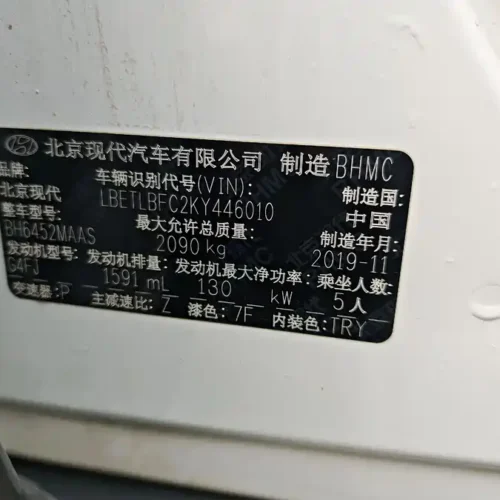 北京现代汽车有限公司 制造 BHMC
品牌: 车辆识别代号(VIN): 制造国:
北京现代 LBETLBFC2KY446010 中国
整车型号: 最大允许总质量: 制造年月:
BH6452MAAS 2090 kg 2019-11
发动机型号: 发动机排量: 发动机最大净功率: 乘坐人数:
G4FJ 1591 mL 130 kW 5人
变速器: P 主减速比: Z 漆色: 7F 内装色: TRY